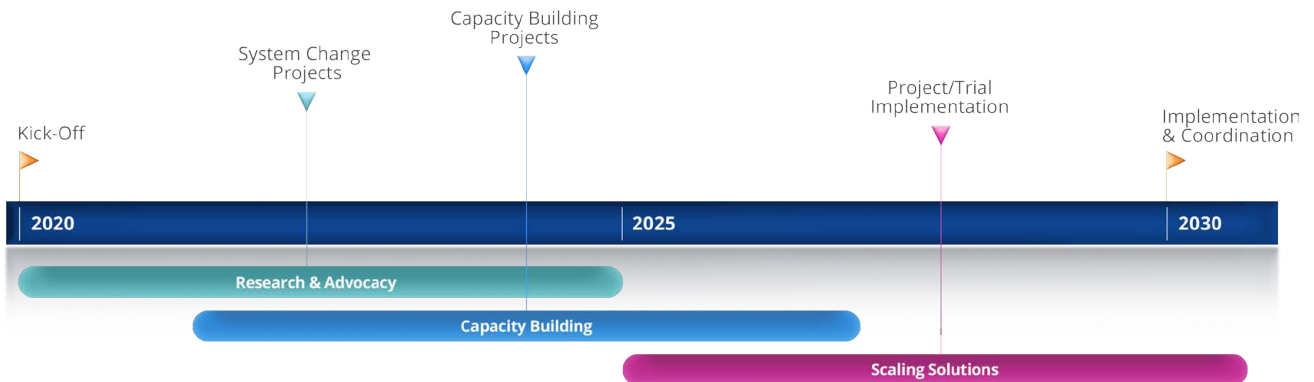 Capacity Building
Projects
System Change
Projects
Project/Trial
Implementation
Implementation
& Coordination
Kick-Off
2020
2025
2030
Research & Advocacy
Capacity Building
Scaling Solutions